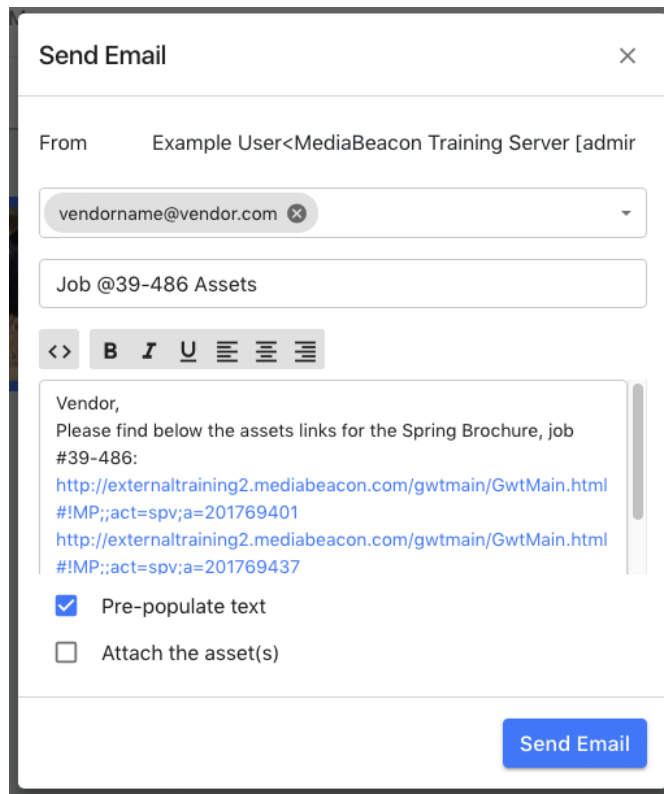 Send Email
From Example User<MediaBeacon Training Server [admir
vendorname@vendor.com
Job @39-486 Assets
B I U
Vendor,
Please find below the assets links for the Spring Brochure, job
#39-486:
http://externaltraining2.mediabeacon.com/gwtmain/GwtMain.html
#!MP;;act=spv;a=201769401
http://externaltraining2.mediabeacon.com/gwtmain/GwtMain.html
#!MP;;act=spv;a=201769437
Pre-populate text
Attach the asset(s)
Send Email